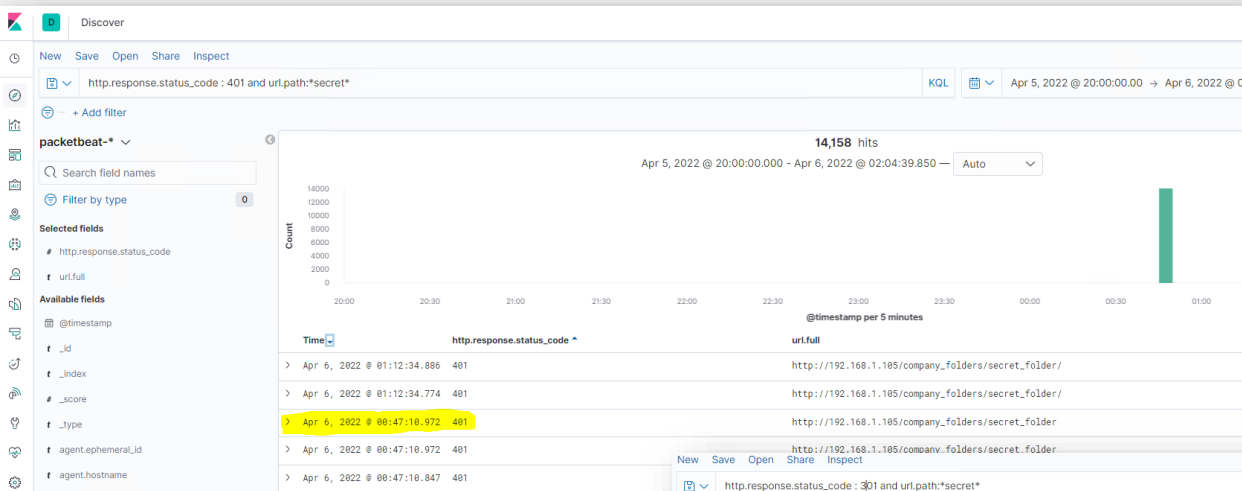 D Discover
New Save Open Share Inspect
http.response.status_code : 401 and url.path:*secret* KQL Apr 5, 2022 @ 20:00:00.00 → Apr 6, 2022 @ 0
+ Add filter
packetbeat-*
Search field names
Filter by type 0
Selected fields
# http.response.status_code
t url.full
Available fields
@timestamp
t _id
t _index
# _score
t _type
t agent.ephemeral_id
t agent.hostname
14,158 hits
Apr 5, 2022 @ 20:00:00.000 - Apr 6, 2022 @ 02:04:39.850 — Auto
Count
14000
12000
10000
8000
6000
4000
2000
0
20:00 20:30 21:00 21:30 22:00 22:30 23:00 23:30 00:00 00:30 01:00
@timestamp per 5 minutes
Time http.response.status_code url.full
Apr 6, 2022 @ 01:12:34.886 401 http://192.168.1.105/company_folders/secret_folder/
Apr 6, 2022 @ 01:12:34.774 401 http://192.168.1.105/company_folders/secret_folder/
Apr 6, 2022 @ 00:47:10.972 401 http://192.168.1.105/company_folders/secret_folder
Apr 6, 2022 @ 00:47:10.972 401 http://192.168.1.105/company_folders/secret_folder
Apr 6, 2022 @ 00:47:10.847 401
New Save Open Share Inspect
http.response.status_code : 301 and url.path:*secret*